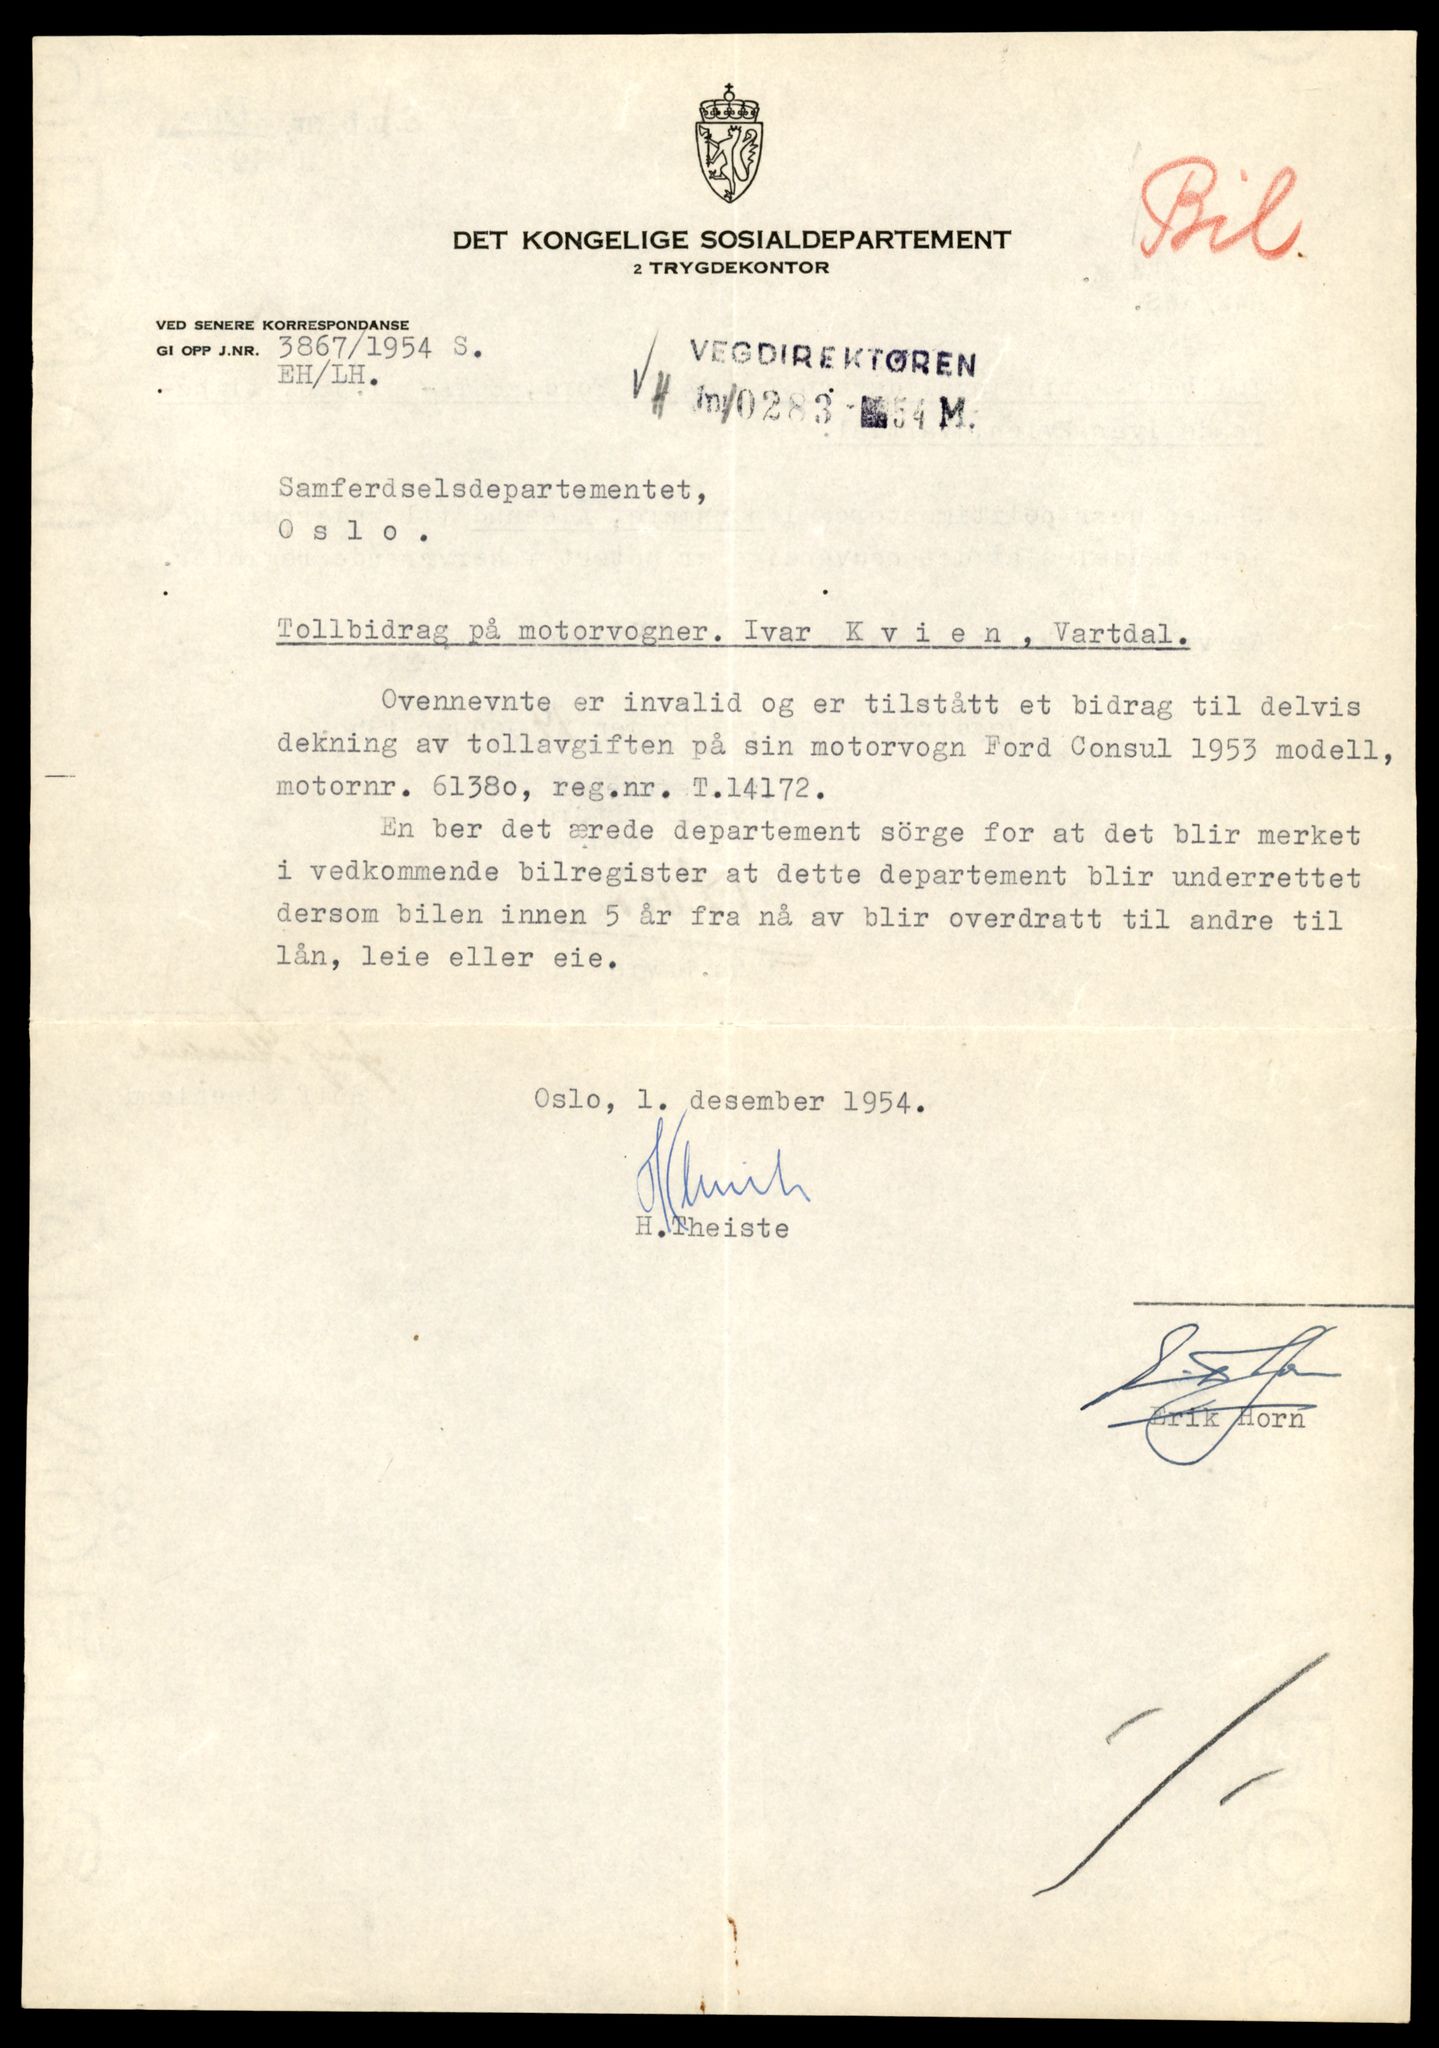 Bil.
DET KONGELIGE SOSIALDEPARTEMENT
2 TRYGDEKONTOR
VED SENERE KORRESPONDANSE
GI OPP J.NR. 3867/1954 S.
EH/LH.
VEGDIREKTØREN
Jnr 0283 - 54 M.
Samferdselsdepartementet,
O s l o .
Tollbidrag på motorvogner. Ivar K v i e n , Vartdal.
Ovennevnte er invalid og er tilstått et bidrag til delvis
dekning av tollavgiften på sin motorvogn Ford Consul 1953 modell,
motornr. 6138o, reg.nr. T.14172.
En ber det ærede departement sörge for at det blir merket
i vedkommende bilregister at dette departement blir underrettet
dersom bilen innen 5 år fra nå av blir overdratt til andre til
lån, leie eller eie.
Oslo, 1. desember 1954.
H.Theiste
Erik Horn